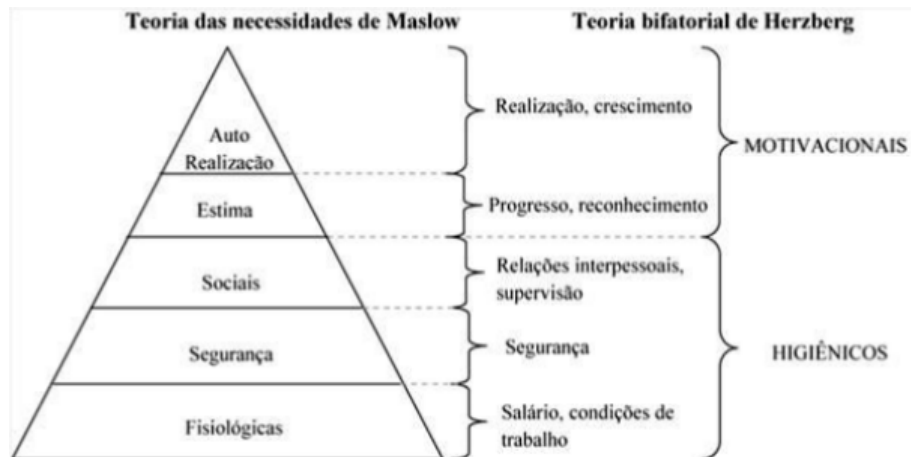 Teoria das necessidades de Maslow
Teoria bifatorial de Herzberg
Auto
Realização
Estima
Sociais
Segurança
Fisiológicas
Realização, crescimento
Progresso, reconhecimento
Relações interpessoais,
supervisão
Segurança
Salário, condições de
trabalho
MOTIVACIONAIS
HIGIÊNICOS